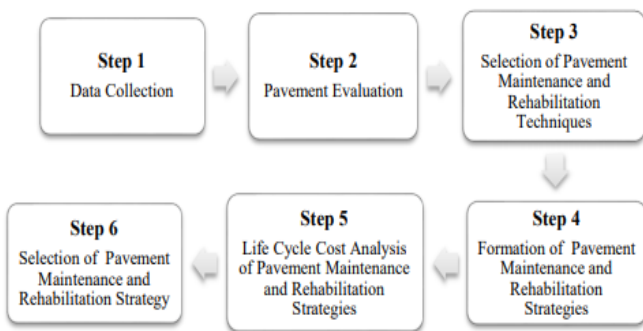 Step 1
Data Collection
Step 2
Pavement Evaluation
Step 3
Selection of Pavement
Maintenance and
Rehabilitation
Techniques
Step 4
Formation of Pavement
Maintenance and
Rehabilitation
Strategies
Step 5
Life Cycle Cost Analysis
of Pavement Maintenance
and Rehabilitation
Strategies
Step 6
Selection of Pavement
Maintenance and
Rehabilitation Strategy